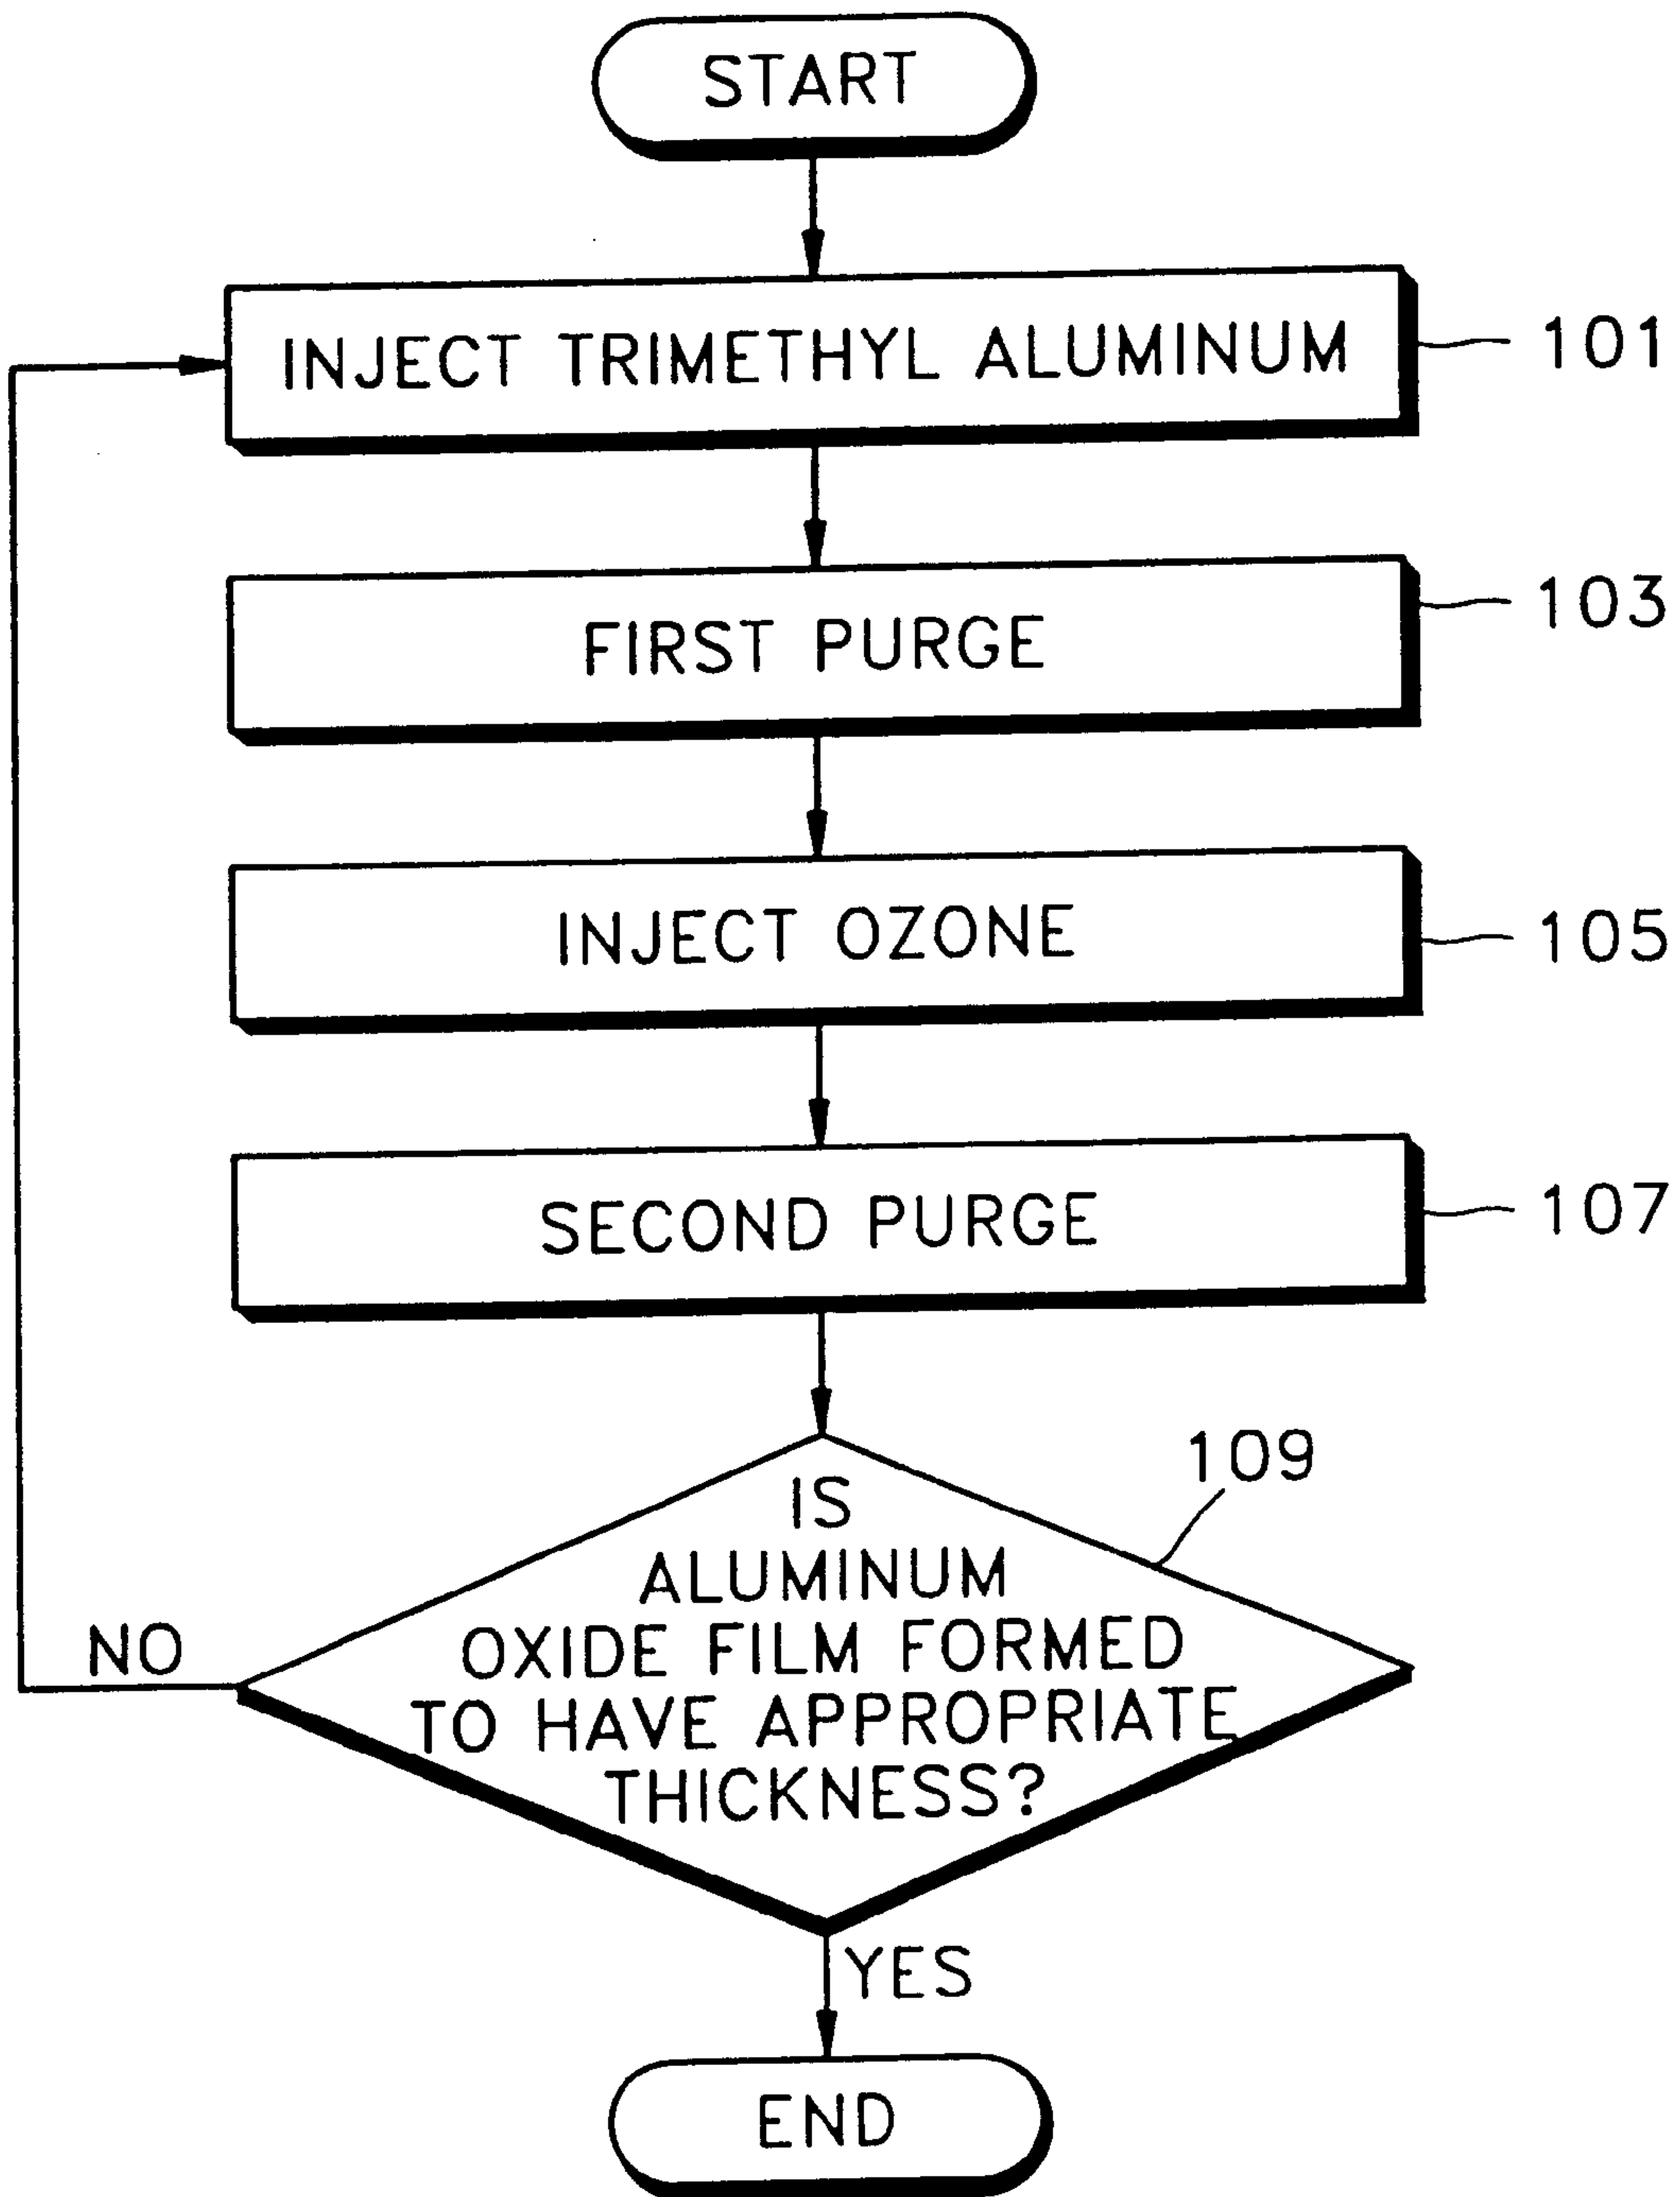 START
INJECT TRIMETHYL ALUMINUM
101
FIRST PURGE
103
INJECT OZONE
105
SECOND PURGE
107
109
IS
ALUMINUM
OXIDE FILM FORMED
TO HAVE APPROPRIATE
THICKNESS?
NO
YES
END